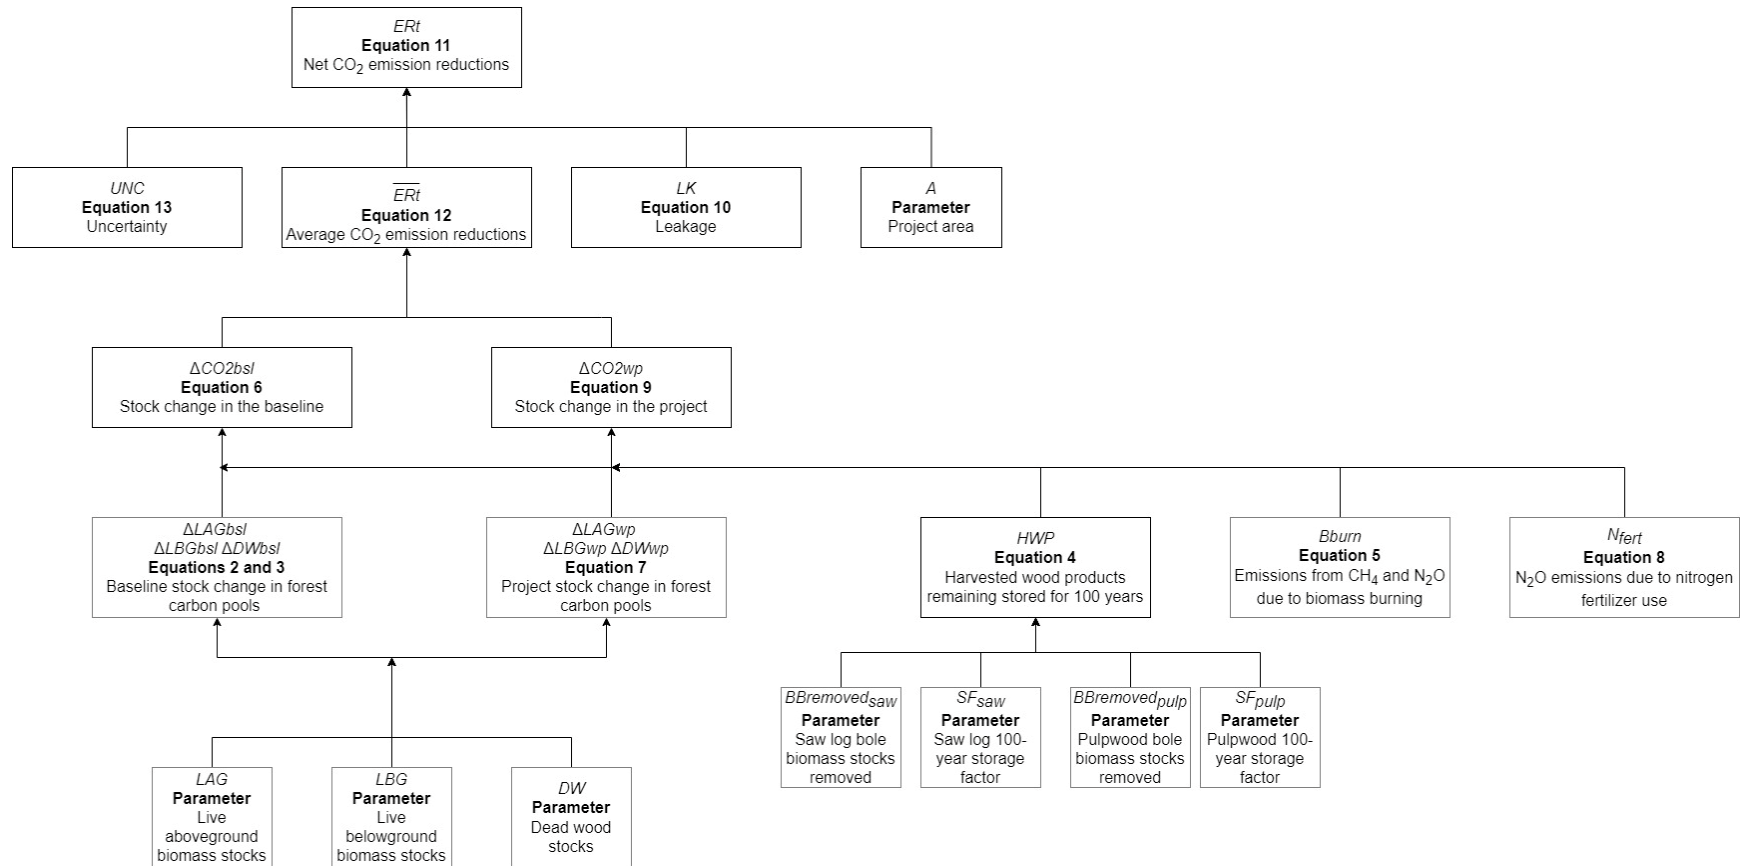 ERt
Equation 11
Net CO2 emission reductions
UNC
Equation 13
Uncertainty
ERt
Equation 12
Average CO2 emission reductions
LK
Equation 10
Leakage
A
Parameter
Project area
ΔCO2bsl
Equation 6
Stock change in the baseline
ΔCO2wp
Equation 9
Stock change in the project
ΔLAGbsl
ΔLBGbsl ΔDWbsl
Equations 2 and 3
Baseline stock change in forest
carbon pools
ΔLAGwp
ΔLBGwp ΔDWwp
Equation 7
Project stock change in forest
carbon pools
HWP
Equation 4
Harvested wood products
remaining stored for 100 years
Bburn
Equation 5
Emissions from CH4 and N2O
due to biomass burning
Nfert
Equation 8
N2O emissions due to nitrogen
fertilizer use
BBremovedsaw
Parameter
Saw log bole
biomass stocks
removed
SFsaw
Parameter
Saw log 100-
year storage
factor
BBremovedpulp
Parameter
Pulpwood bole
biomass stocks
removed
SFpulp
Parameter
Pulpwood 100-
year storage
factor
LAG
Parameter
Live
aboveground
biomass stocks
LBG
Parameter
Live
belowground
biomass stocks
DW
Parameter
Dead wood
stocks